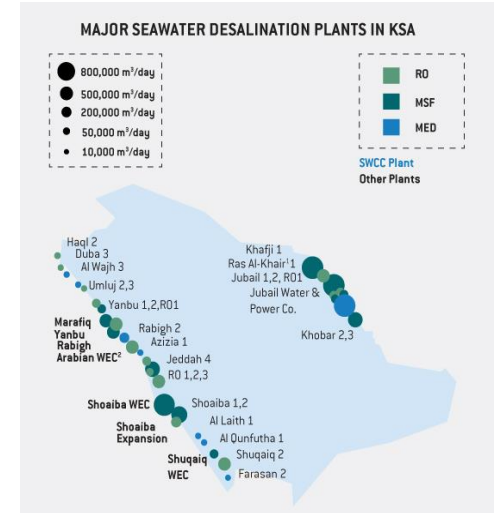 MAJOR SEAWATER DESALINATION PLANTS IN KSA
800,000 m³/day
500,000 m³/day
200,000 m³/day
50,000 m³/day
10,000 m³/day
RO
MSF
MED
SWCC Plant
Other Plants
Haql 2
Duba 3
Al Wajh 3
Umluj 2,3
Yanbu 1,2,RO1
Marafiq
Yanbu
Rabigh
Arabian WEC²
Rabigh 2
Azizia 1
Jeddah 4
RO 1,2,3
Shoaiba WEC
Shoaiba 1,2
Shoaiba
Expansion
Al Laith 1
Al Qunfutha 1
Shuqaiq
WEC
Shuqaiq 2
Farasan 2
Khafji 1
Ras Al-Khair¹1
Jubail 1,2, RO1
Jubail Water &
Power Co.
Khobar 2,3